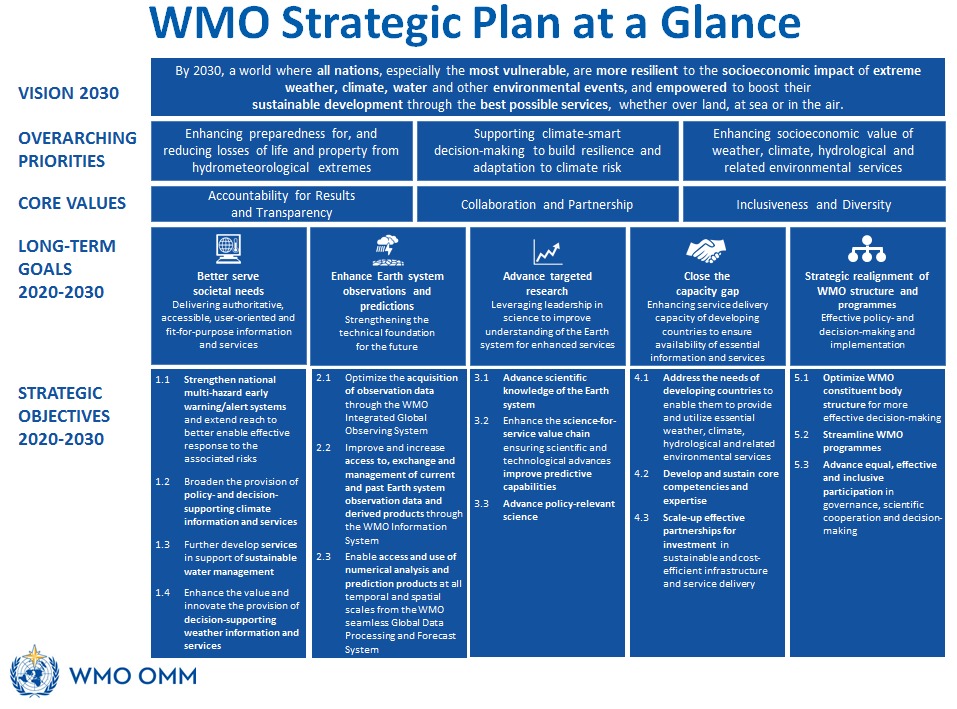 WMO Strategic Plan at a Glance
VISION 2030
By 2030, a world where all nations, especially the most vulnerable, are more resilient to the socioeconomic impact of extreme
weather, climate, water and other environmental events, and empowered to boost their
sustainable development through the best possible services, whether over land, at sea or in the air.
OVERARCHING
PRIORITIES
Enhancing preparedness for, and
reducing losses of life and property from
hydrometeorological extremes
Supporting climate-smart
decision-making to build resilience and
adaptation to climate risk
Enhancing socioeconomic value of
weather, climate, hydrological and
related environmental services
CORE VALUES
Accountability for Results
and Transparency
Collaboration and Partnership
Inclusiveness and Diversity
LONG-TERM
GOALS
2020-2030
Better serve
societal needs
Delivering authoritative,
accessible, user-oriented and
fit-for-purpose information
and services
Enhance Earth system
observations and
predictions
Strengthening the
technical foundation
for the future
Advance targeted
research
Leveraging leadership in
science to improve
understanding of the Earth
system for enhanced services
Close the
capacity gap
Enhancing service delivery
capacity of developing
countries to ensure
availability of essential
information and services
Strategic realignment of
WMO structure and
programmes
Effective policy- and
decision-making and
implementation
STRATEGIC
OBJECTIVES
2020-2030
1.1 Strengthen national
multi-hazard early
warning/alert systems
and extend reach to
better enable effective
response to the
associated risks
1.2 Broaden the provision of
policy- and decision-
supporting climate
information and services
1.3 Further develop services
in support of sustainable
water management
1.4 Enhance the value and
innovate the provision of
decision-supporting
weather information and
services
2.1 Optimize the acquisition
of observation data
through the WMO
Integrated Global
Observing System
2.2 Improve and increase
access to, exchange and
management of current
and past Earth system
observation data and
derived products through
the WMO Information
System
2.3 Enable access and use of
numerical analysis and
prediction products at all
temporal and spatial
scales from the WMO
seamless Global Data
Processing and Forecast
System
3.1 Advance scientific
knowledge of the Earth
system
3.2 Enhance the science-for-
service value chain
ensuring scientific and
technological advances
improve predictive
capabilities
3.3 Advance policy-relevant
science
4.1 Address the needs of
developing countries to
enable them to provide
and utilize essential
weather, climate,
hydrological and related
environmental services
4.2 Develop and sustain core
competencies and
expertise
4.3 Scale-up effective
partnerships for
investment in
sustainable and cost-
efficient infrastructure
and service delivery
5.1 Optimize WMO
constituent body
structure for more
effective decision-making
5.2 Streamline WMO
programmes
5.3 Advance equal, effective
and inclusive
participation in
governance, scientific
cooperation and decision-
making
WMO OMM